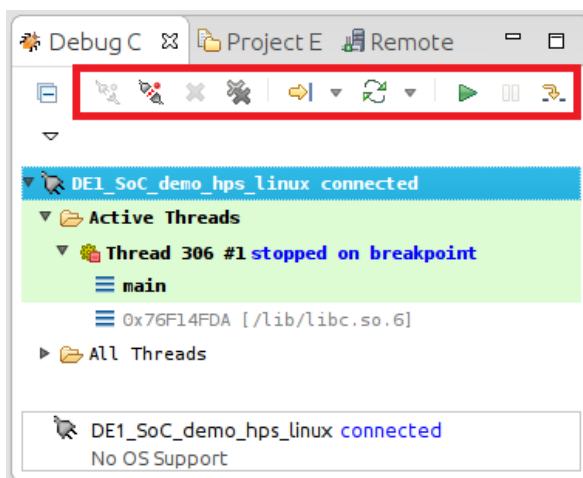 Debug C Project E Remote
DE1_SoC_demo_hps_linux connected
Active Threads
Thread 306 #1 stopped on breakpoint
main
0x76F14FDA [/lib/libc.so.6]
All Threads
DE1_SoC_demo_hps_linux connected
No OS Support